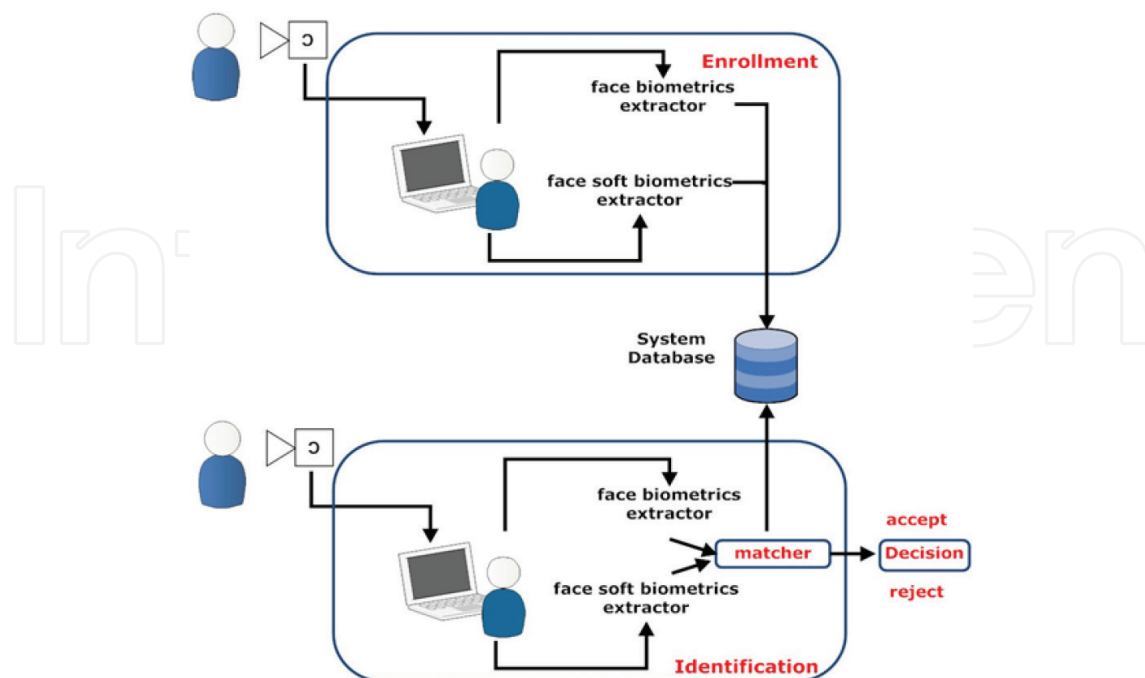 Enrollment
face biometrics
extractor
face soft biometrics
extractor
System
Database
face biometrics
extractor
accept
matcher
Decision
face soft biometrics
extractor
reject
Identification